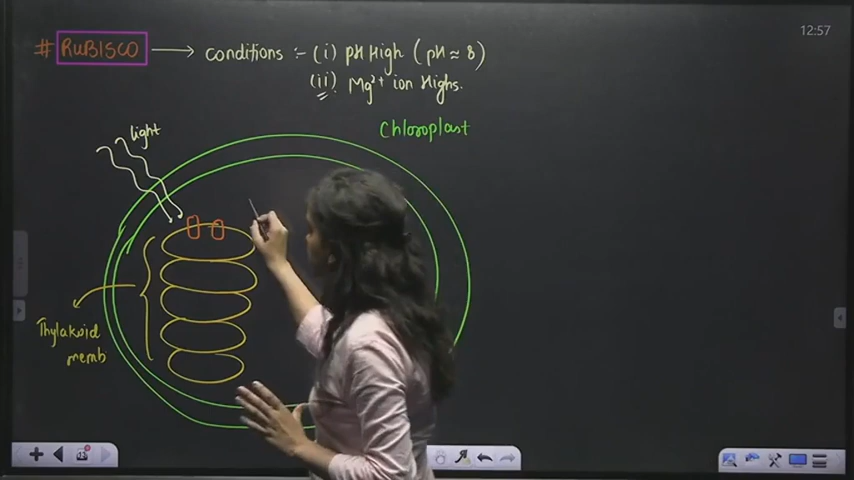 12:57
# RUBISCO → conditions :- (i) pH High (pH ≈ 8)
(ii) Mg²⁺ ion Highs.
Chloroplast
light
Thylakoid
memb